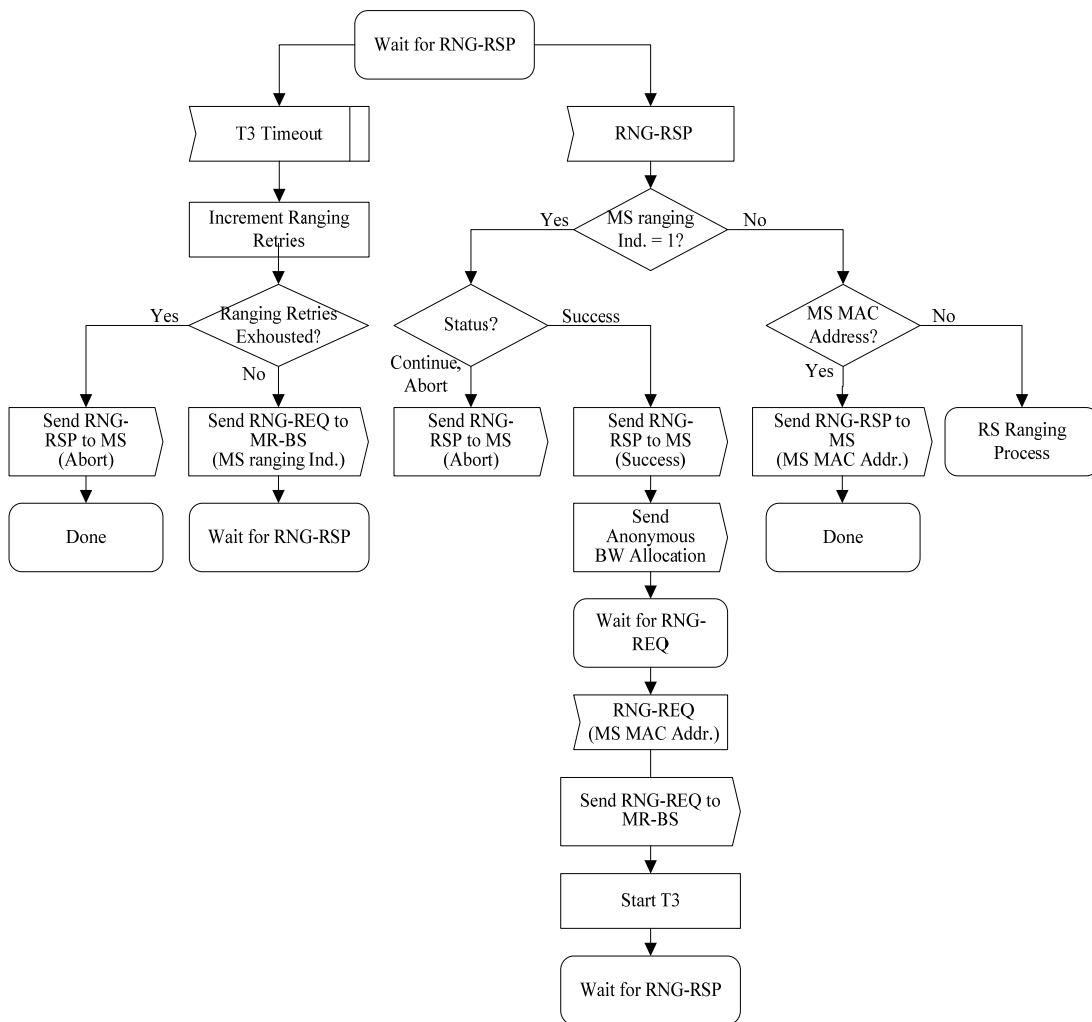 Wait for RNG-RSP
T3 Timeout
RNG-RSP
Increment Ranging
Retries
Yes
MS ranging
Ind. = 1?
No
Yes
Ranging Retries
Exhousted?
No
Status?
Success
Continue,
Abort
MS MAC
Address?
No
Yes
Send RNG-
RSP to MS
(Abort)
Send RNG-REQ to
MR-BS
(MS ranging Ind.)
Send RNG-
RSP to MS
(Abort)
Send RNG-
RSP to MS
(Success)
Send RNG-RSP to
MS
(MS MAC Addr.)
RS Ranging
Process
Done
Wait for RNG-RSP
Send
Anonymous
BW Allocation
Done
Wait for RNG-
REQ
RNG-REQ
(MS MAC Addr.)
Send RNG-REQ to
MR-BS
Start T3
Wait for RNG-RSP